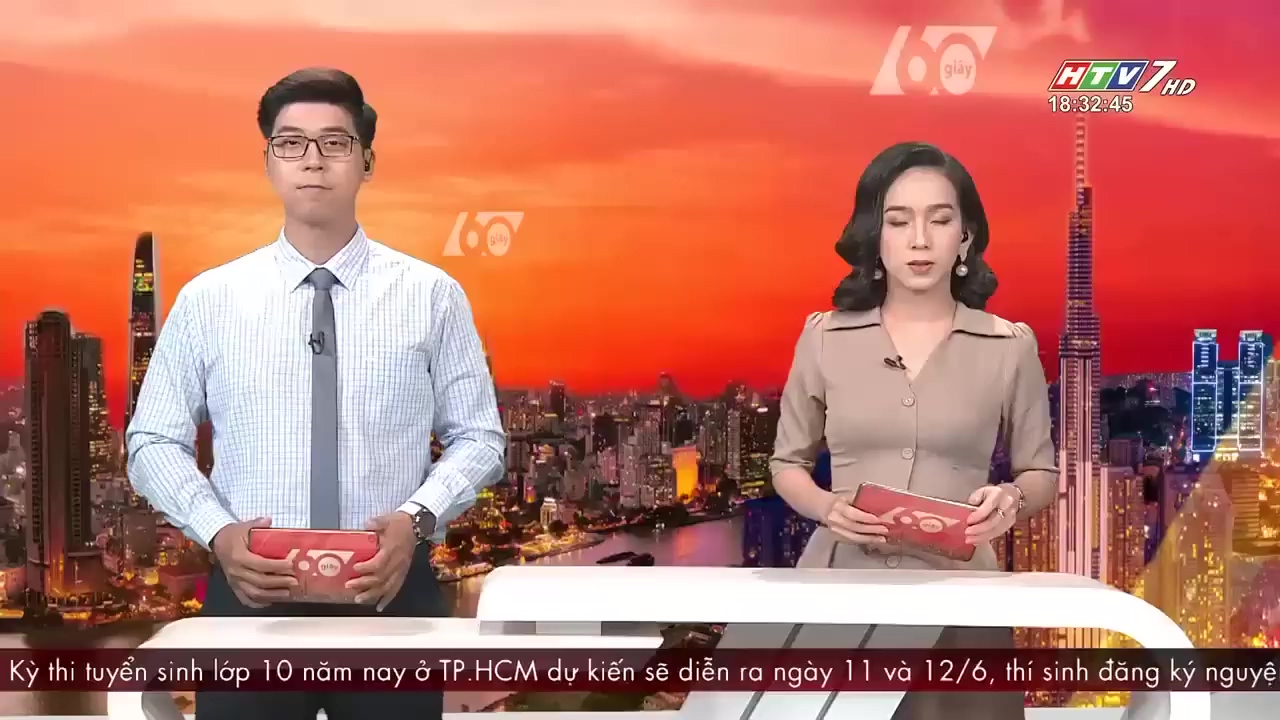 60 giây
HTV7 HD
18:32:45
60 giây
60 giây
60
Kỳ thi tuyển sinh lớp 10 năm nay ở TP.HCM dự kiến sẽ diễn ra ngày 11 và 12/6, thí sinh đăng ký nguyệ